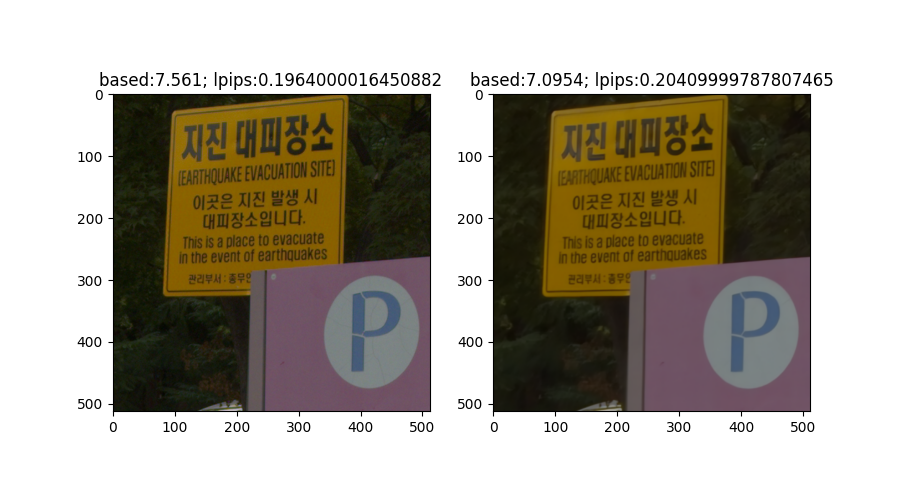 based:7.561; lpips:0.1964000016450882
지진 대피장소
(EARTHQUAKE EVACUATION SITE)
이곳은 지진 발생 시
대피장소입니다.
This is a place to evacuate
in the event of earthquakes
관리부서 : 종무인
P
0
100
200
300
400
500
0 100 200 300 400 500
based:7.0954; lpips:0.20409999787807465
지진 대피장소
(EARTHQUAKE EVACUATION SITE)
이곳은 지진 발생 시
대피장소입니다.
This is a place to evacuate
in the event of earthquakes
관리부서 :
P
0
100
200
300
400
500
0 100 200 300 400 500